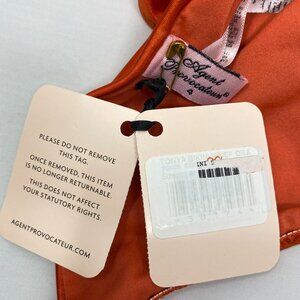 Agent
Provocateur®
4
PLEASE DO NOT REMOVE
THIS TAG.
ONCE REMOVED, THIS ITEM
IS NO LONGER RETURNABLE.
THIS DOES NOT AFFECT
YOUR STATUTORY RIGHTS.
AGENTPROVOCATEUR.COM